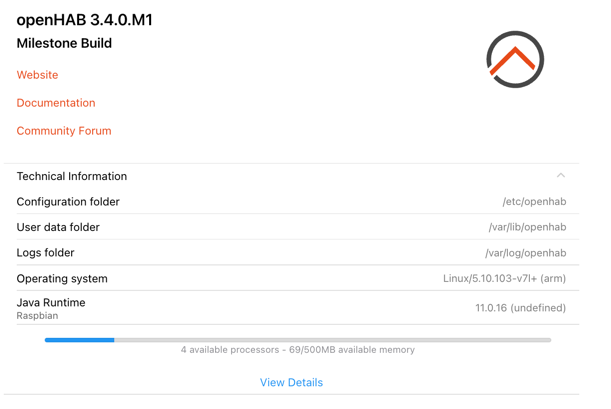 openHAB 3.4.0.M1
Milestone Build
Website
Documentation
Community Forum
Technical Information
Configuration folder /etc/openhab
User data folder /var/lib/openhab
Logs folder /var/log/openhab
Operating system Linux/5.10.103-v7l+ (arm)
Java Runtime 11.0.16 (undefined)
Raspbian
4 available processors - 69/500MB available memory
View Details